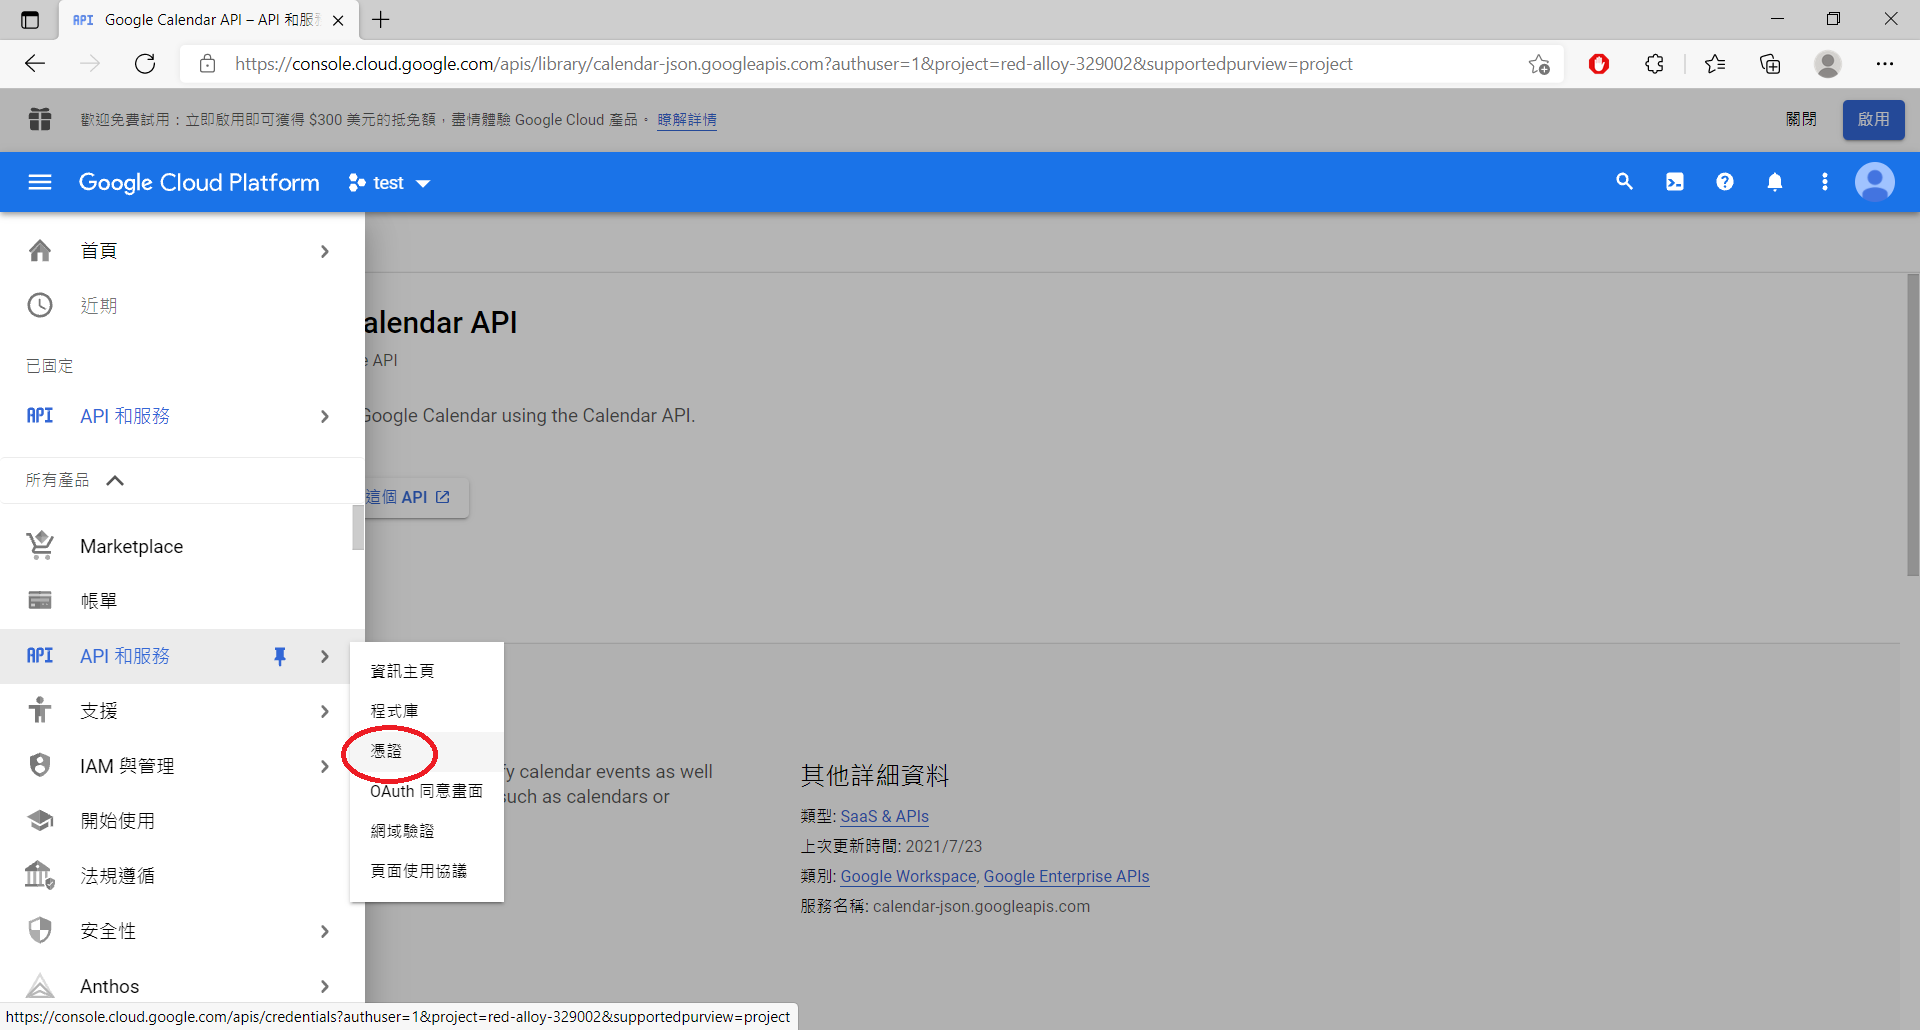 API Google Calendar API – API 和服
https://console.cloud.google.com/apis/library/calendar-json.googleapis.com?authuser=1&project=red-alloy-329002&supportedpurview=project
歡迎免費試用：立即啟用即可獲得 $300 美元的抵免額，盡情體驗 Google Cloud 產品。 瞭解詳情
關閉
啟用
Google Cloud Platform
test
首頁
近期
已固定
API API 和服務
所有產品
Marketplace
帳單
API API 和服務
支援
IAM 與管理
開始使用
法規遵循
安全性
Anthos
資訊主頁
程式庫
憑證
OAuth 同意畫面
網域驗證
頁面使用協議
alendar API
e API
Google Calendar using the Calendar API.
這個 API
fy calendar events as well
such as calendars or
其他詳細資料
類型: SaaS & APIs
上次更新時間: 2021/7/23
類別: Google Workspace, Google Enterprise APIs
服務名稱: calendar-json.googleapis.com
https://console.cloud.google.com/apis/credentials?authuser=1&project=red-alloy-329002&supportedpurview=project